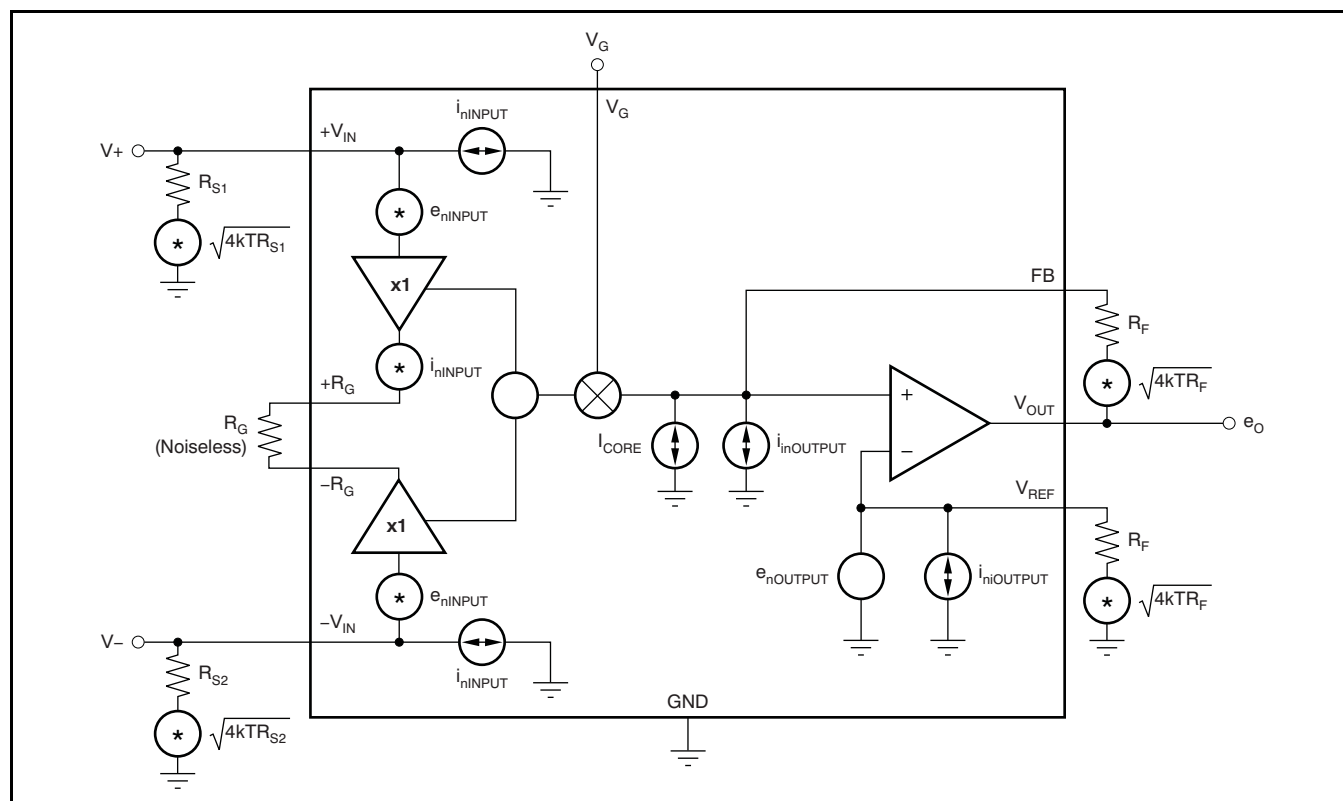 V_G
V_G
i_nINPUT
+V_IN
V+
R_S1
e_nINPUT
*
* √4kTR_S1
x1
FB
R_F
* i_nINPUT
+R_G
* √4kTR_F
R_G
(Noiseless)
+
V_OUT
e_O
I_CORE
i_inOUTPUT
−
−R_G
V_REF
x1
R_F
e_nOUTPUT
i_niOUTPUT
* e_nINPUT
* √4kTR_F
V−
−V_IN
R_S2
i_nINPUT
GND
* √4kTR_S2